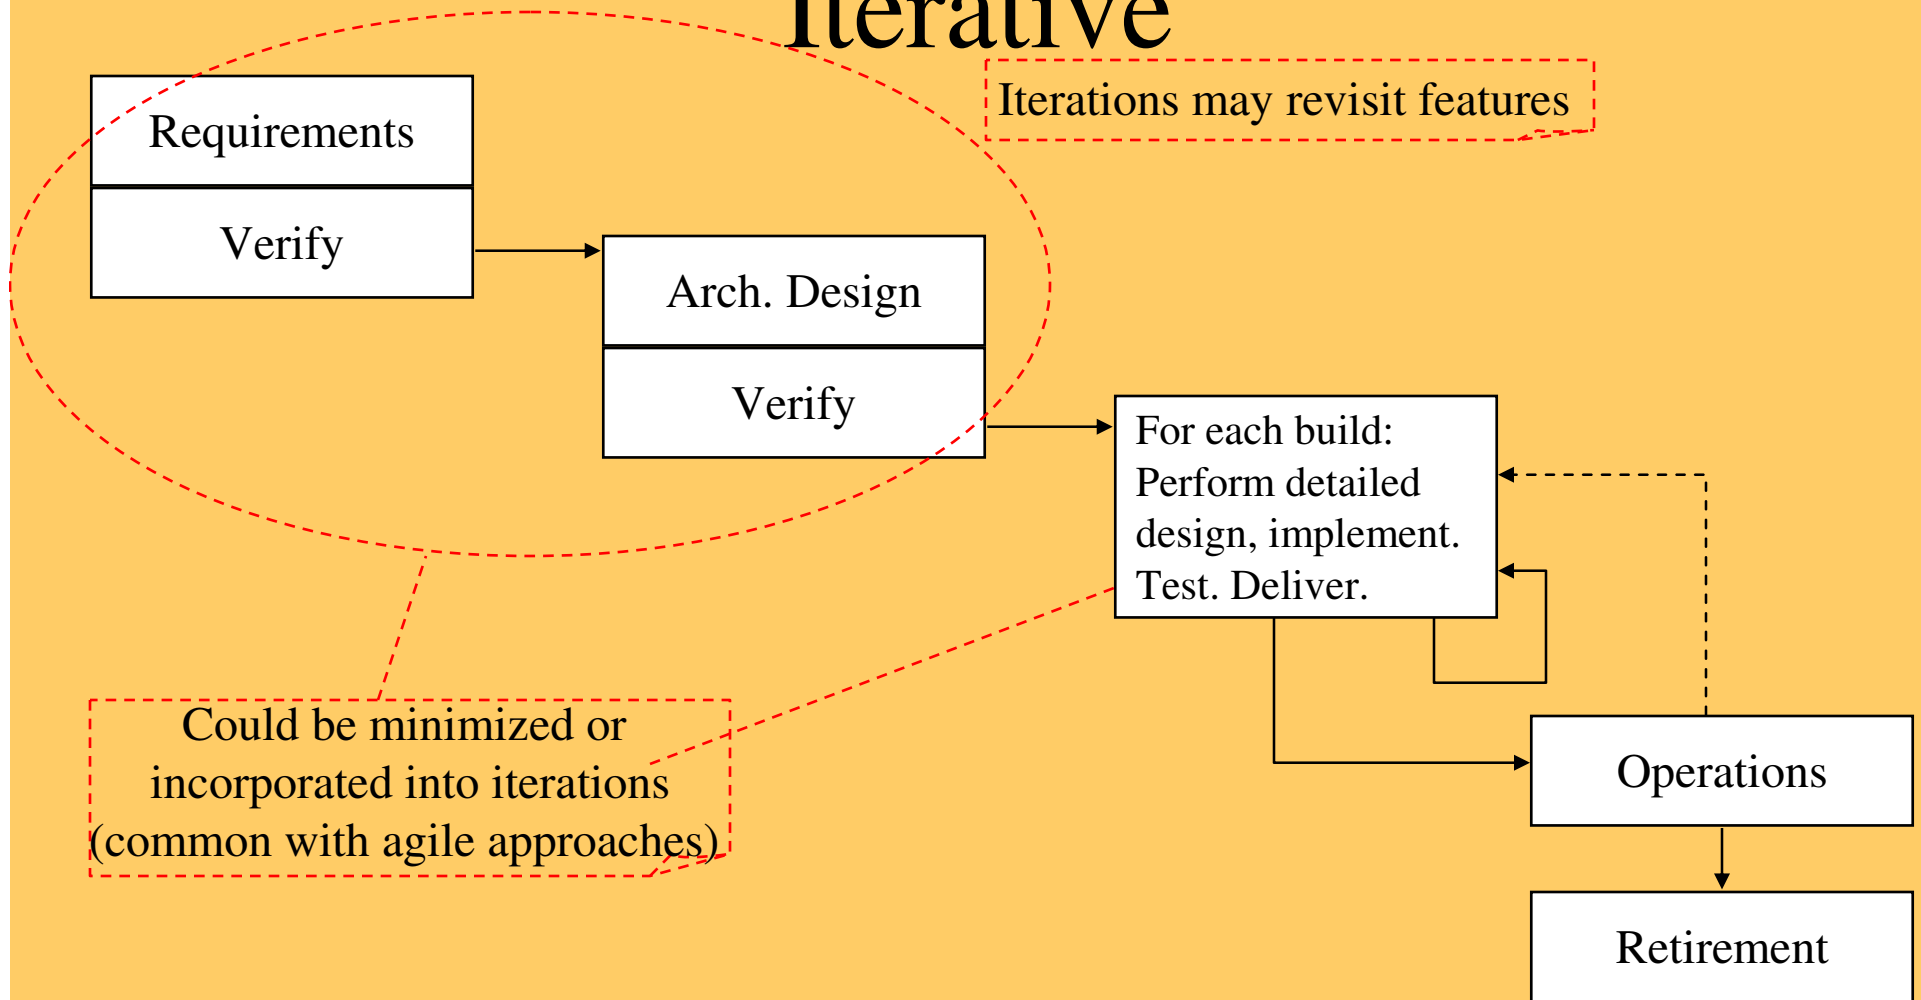 Iterative
Iterations may revisit features
Requirements
Verify
Arch. Design
Verify
For each build:
Perform detailed
design, implement.
Test. Deliver.
Could be minimized or
incorporated into iterations
(common with agile approaches)
Operations
Retirement